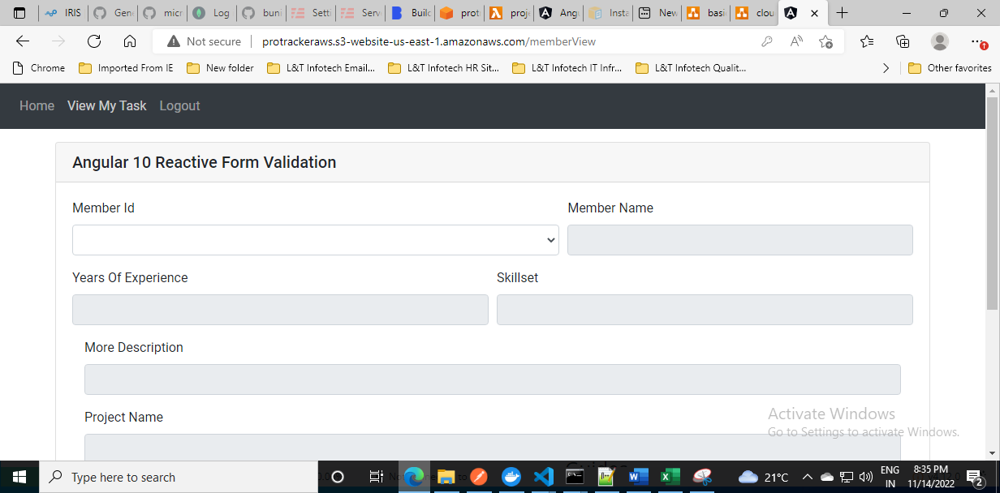 IRIS Gene micr Log buni Setti Serv Build prot proje Ang Insta New basi clou
Not secure protrackeraws.s3-website-us-east-1.amazonaws.com/memberView
Chrome Imported From IE New folder L&T Infotech Email... L&T Infotech HR Sit... L&T Infotech IT Infr... L&T Infotech Qualit... Other favorites
Home View My Task Logout
Angular 10 Reactive Form Validation
Member Id Member Name
Years Of Experience Skillset
More Description
Project Name
Activate Windows
Go to Settings to activate Windows.
Type here to search
21°C
ENG
IN
8:35 PM
11/14/2022
2